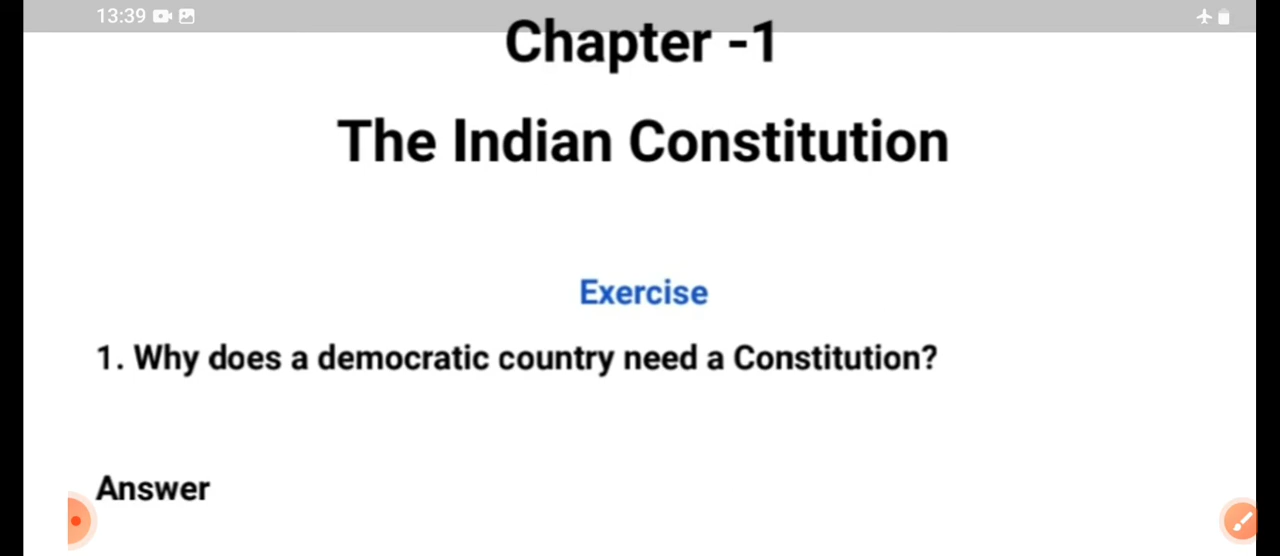 13:39
Chapter -1
The Indian Constitution
Exercise
1. Why does a democratic country need a Constitution?
Answer